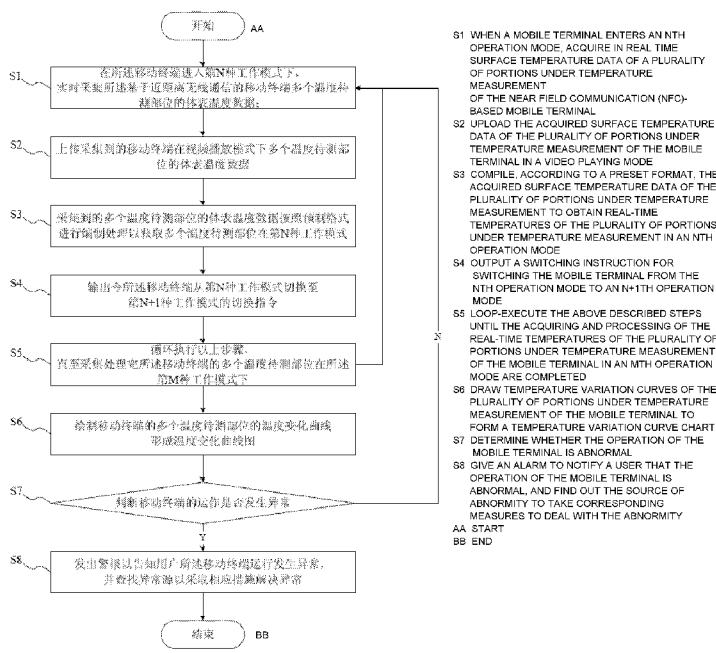 开始
AA
S1
在所述移动终端进入第N种工作模式下,
实时采集所述基于近距离无线通信的移动终端多个温度待
测部位的体表温度数据;
S2
上传采集到的移动终端在视频播放模式下多个温度待测部
位的体表温度数据
S3
采集到的多个温度待测部位的体表温度数据按照预制格式
进行编制处理以获取多个温度待测部位在第N种工作模式
S4
输出令所述移动终端从第N种工作模式切换至
第N+1种工作模式的切换指令
S5
循环执行以上步骤,
直至采集处理完所述移动终端的多个温度待测部位在所述
第M种工作模式下
N
S6
绘制移动终端的多个温度待测部位的温度变化曲线
形成温度变化曲线图
S7
判断移动终端的运作是否发生异常
Y
S8
发出警报以告知用户所述移动终端运行发生异常,
并查找异常源以采取相应措施解决异常
结束
BB
S1 WHEN A MOBILE TERMINAL ENTERS AN NTH
OPERATION MODE, ACQUIRE IN REAL TIME
SURFACE TEMPERATURE DATA OF A PLURALITY
OF PORTIONS UNDER TEMPERATURE
MEASUREMENT
OF THE NEAR FIELD COMMUNICATION (NFC)-
BASED MOBILE TERMINAL
S2 UPLOAD THE ACQUIRED SURFACE TEMPERATURE
DATA OF THE PLURALITY OF PORTIONS UNDER
TEMPERATURE MEASUREMENT OF THE MOBILE
TERMINAL IN A VIDEO PLAYING MODE
S3 COMPILE, ACCORDING TO A PRESET FORMAT, THE
ACQUIRED SURFACE TEMPERATURE DATA OF THE
PLURALITY OF PORTIONS UNDER TEMPERATURE
MEASUREMENT TO OBTAIN REAL-TIME
TEMPERATURES OF THE PLURALITY OF PORTIONS
UNDER TEMPERATURE MEASUREMENT IN AN NTH
OPERATION MODE
S4 OUTPUT A SWITCHING INSTRUCTION FOR
SWITCHING THE MOBILE TERMINAL FROM THE
NTH OPERATION MODE TO AN N+1TH OPERATION
MODE
S5 LOOP-EXECUTE THE ABOVE DESCRIBED STEPS
UNTIL THE ACQUIRING AND PROCESSING OF THE
REAL-TIME TEMPERATURES OF THE PLURALITY OF
PORTIONS UNDER TEMPERATURE MEASUREMENT
OF THE MOBILE TERMINAL IN AN MTH OPERATION
MODE ARE COMPLETED
S6 DRAW TEMPERATURE VARIATION CURVES OF THE
PLURALITY OF PORTIONS UNDER TEMPERATURE
MEASUREMENT OF THE MOBILE TERMINAL TO
FORM A TEMPERATURE VARIATION CURVE CHART
S7 DETERMINE WHETHER THE OPERATION OF THE
MOBILE TERMINAL IS ABNORMAL
S8 GIVE AN ALARM TO NOTIFY A USER THAT THE
OPERATION OF THE MOBILE TERMINAL IS
ABNORMAL, AND FIND OUT THE SOURCE OF
ABNORMITY TO TAKE CORRESPONDING
MEASURES TO DEAL WITH THE ABNORMITY
AA START
BB END